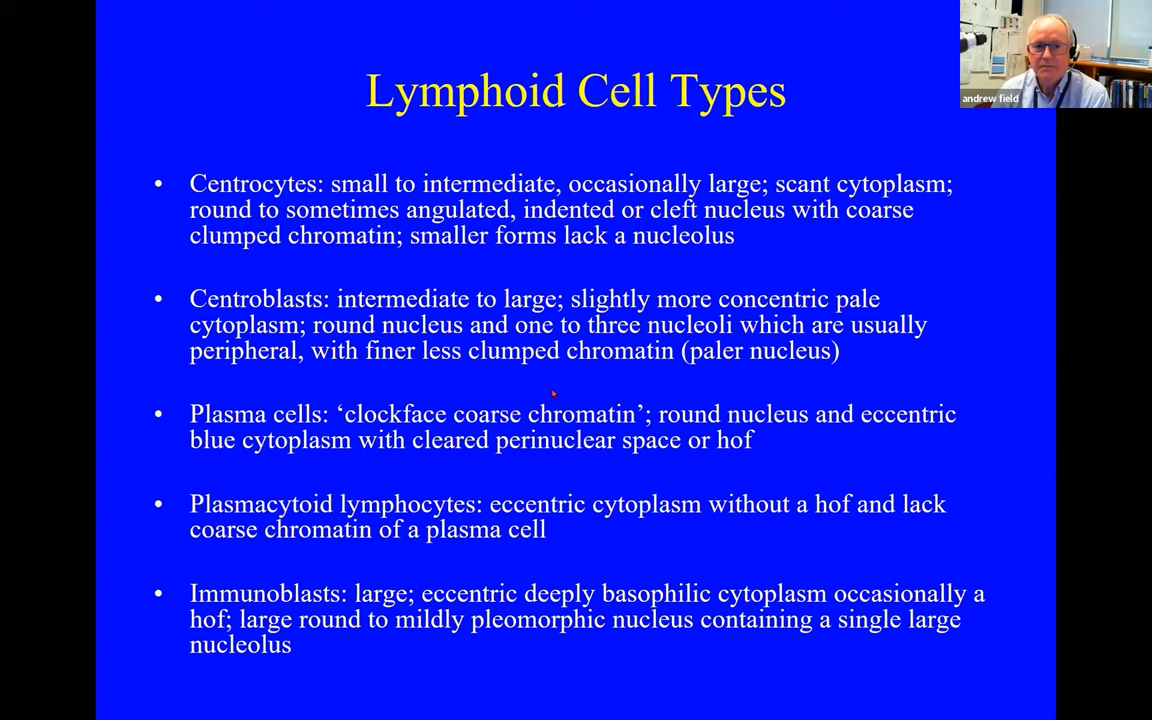 Lymphoid Cell Types
andrew field
• Centrocytes: small to intermediate, occasionally large; scant cytoplasm;
round to sometimes angulated, indented or cleft nucleus with coarse
clumped chromatin; smaller forms lack a nucleolus
• Centroblasts: intermediate to large; slightly more concentric pale
cytoplasm; round nucleus and one to three nucleoli which are usually
peripheral, with finer less clumped chromatin (paler nucleus)
• Plasma cells: ‘clockface coarse chromatin’; round nucleus and eccentric
blue cytoplasm with cleared perinuclear space or hof
• Plasmacytoid lymphocytes: eccentric cytoplasm without a hof and lack
coarse chromatin of a plasma cell
• Immunoblasts: large; eccentric deeply basophilic cytoplasm occasionally a
hof; large round to mildly pleomorphic nucleus containing a single large
nucleolus